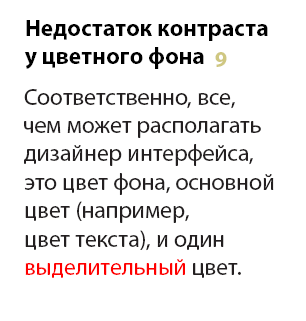 Недостаток контраста
у цветного фона 9
Соответственно, все,
чем может располагать
дизайнер интерфейса,
это цвет фона, основной
цвет (например,
цвет текста), и один
выделительный цвет.